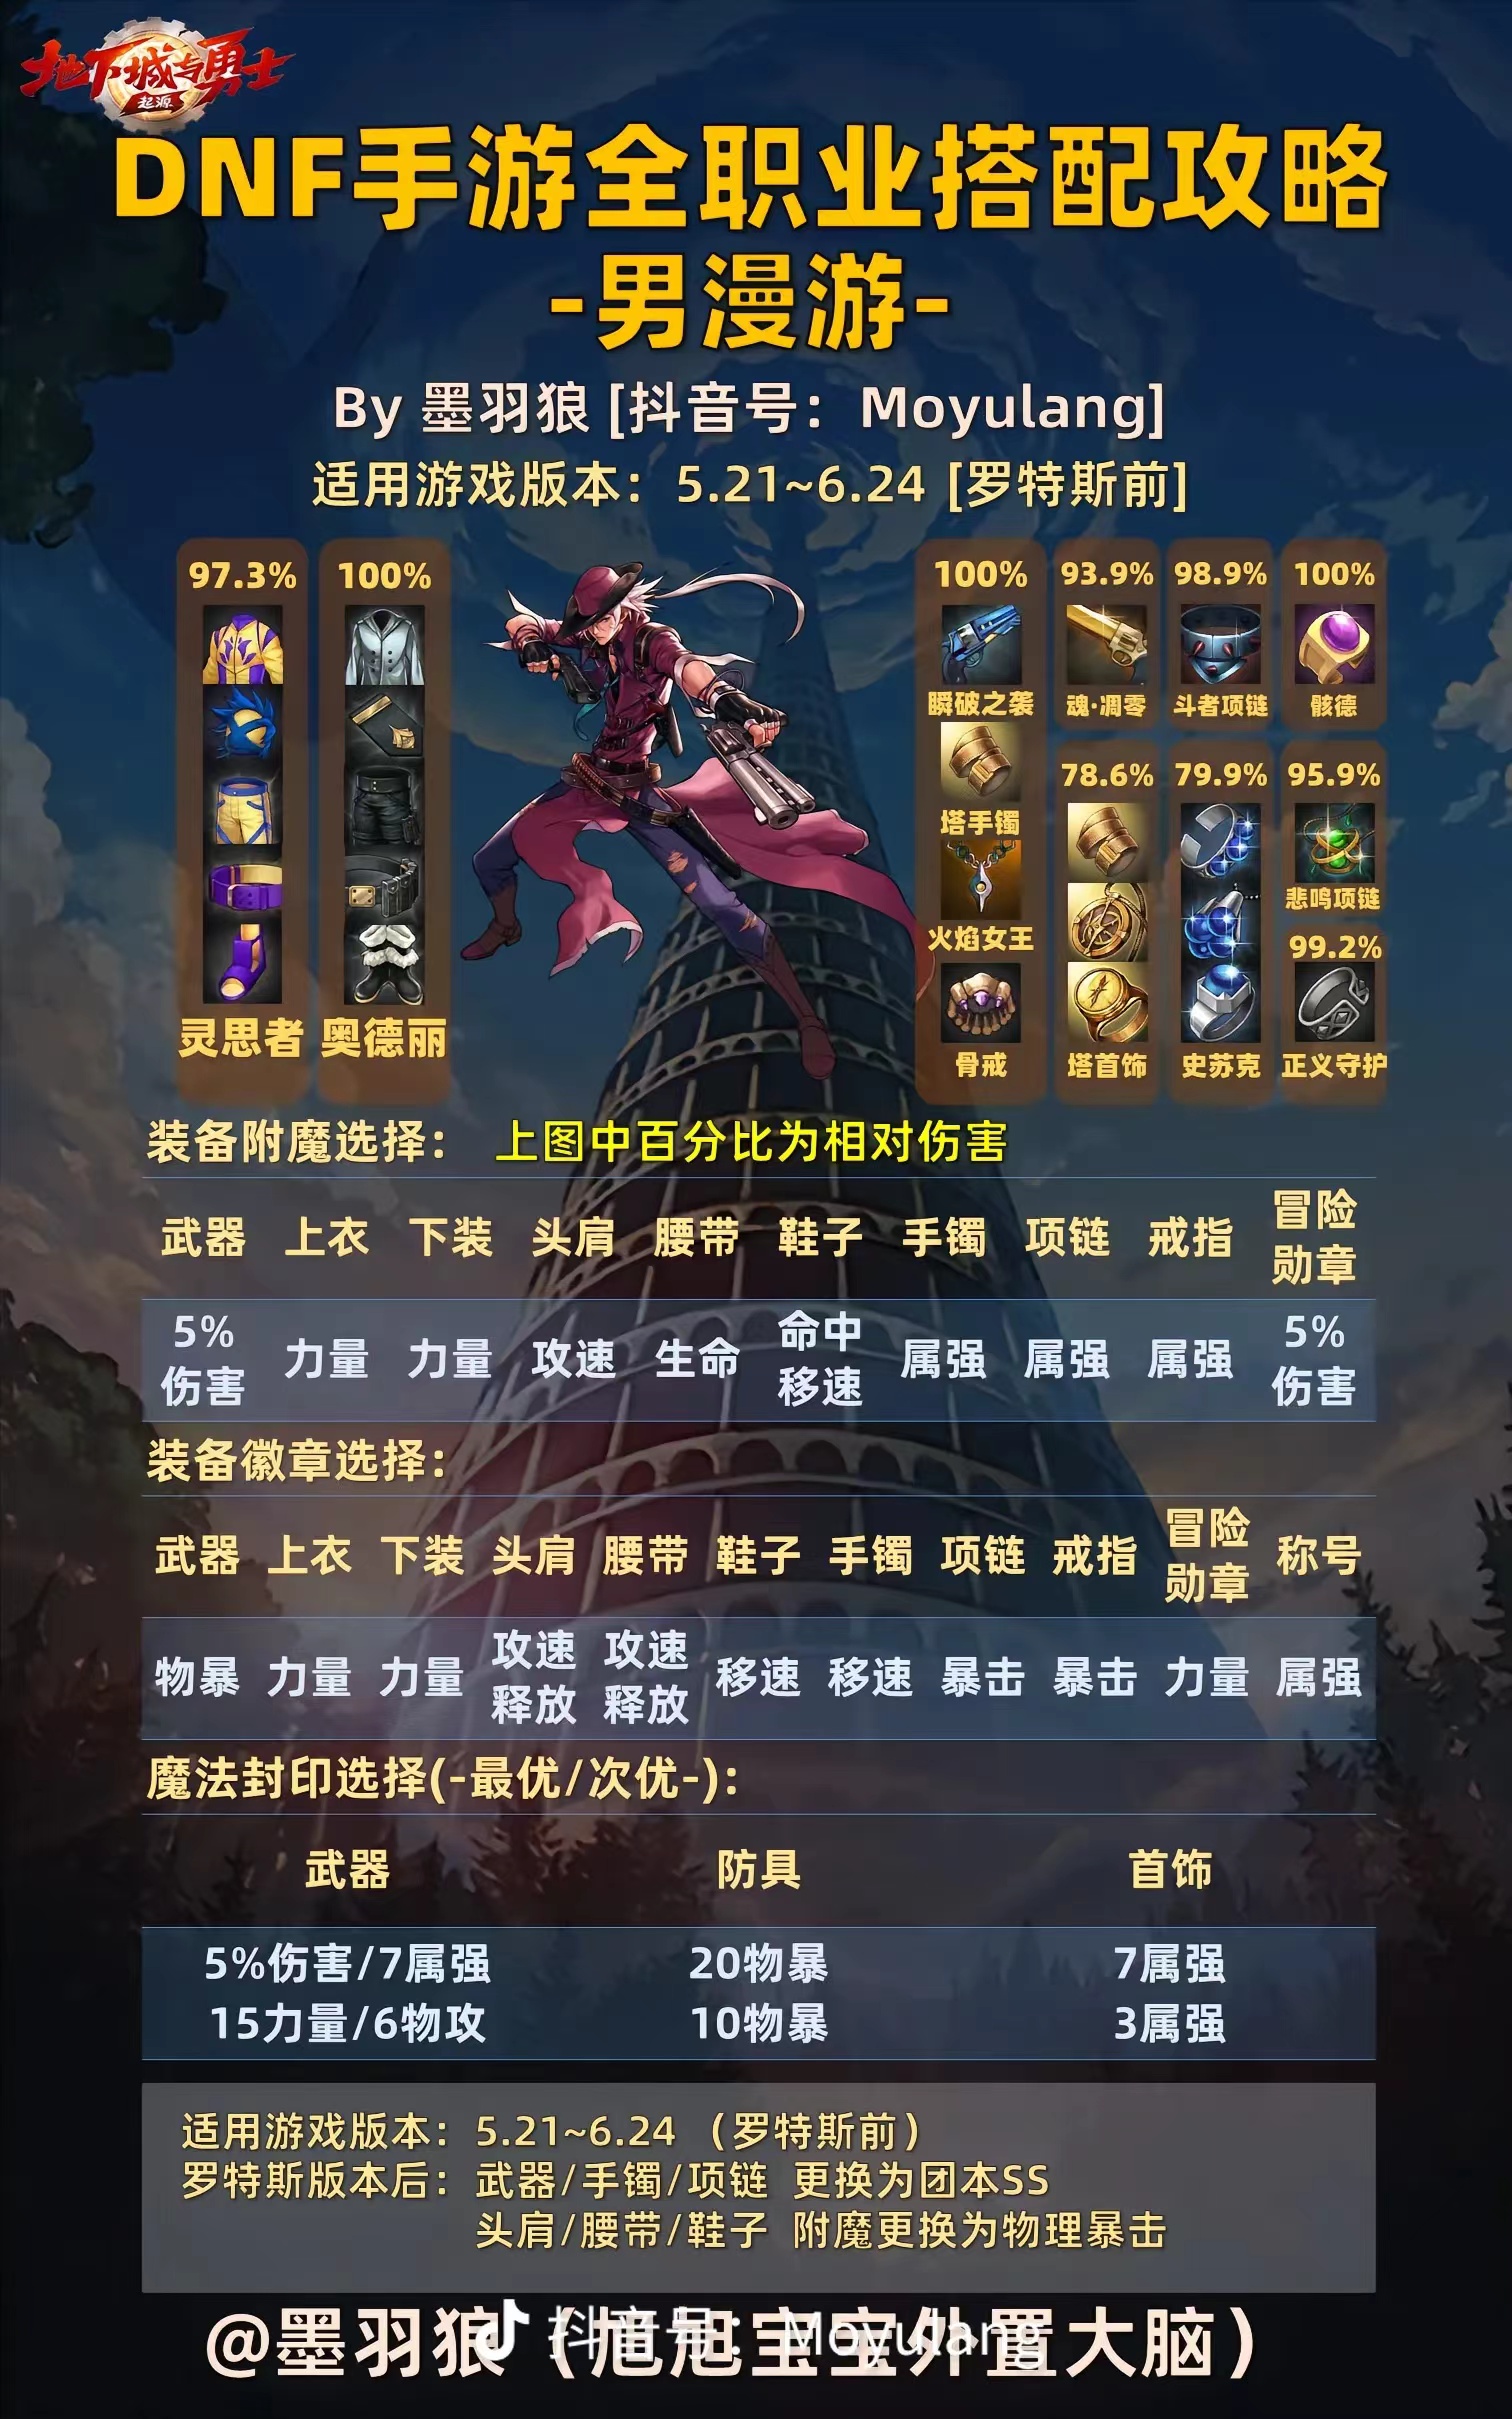 地下城与勇士
起源
DNF手游全职业搭配攻略
-男漫游-
By 墨羽狼 [抖音号：Moyulang]
适用游戏版本：5.21~6.24 [罗特斯前]
97.3%
灵思者
100%
奥德丽
100%
瞬破之袭
塔手镯
火焰女王
骨戒
93.9%
魂·凋零
98.9%
斗者项链
100%
骸德
78.6%
塔首饰
79.9%
史苏克
95.9%
悲鸣项链
99.2%
正义守护
装备附魔选择： 上图中百分比为相对伤害
武器 上衣 下装 头肩 腰带 鞋子 手镯 项链 戒指 冒险勋章
5%伤害 力量 力量 攻速 生命 命中移速 属强 属强 属强 5%伤害
装备徽章选择：
武器 上衣 下装 头肩 腰带 鞋子 手镯 项链 戒指 冒险勋章 称号
物暴 力量 力量 攻速释放 攻速释放 移速 移速 暴击 暴击 力量 属强
魔法封印选择(-最优/次优-)：
武器 防具 首饰
5%伤害/7属强 20物暴 7属强
15力量/6物攻 10物暴 3属强
适用游戏版本：5.21~6.24 （罗特斯前）
罗特斯版本后：武器/手镯/项链 更换为团本SS
头肩/腰带/鞋子 附魔更换为物理暴击
@墨羽狼（旭旭宝宝外置大脑）
抖音号：Moyulang